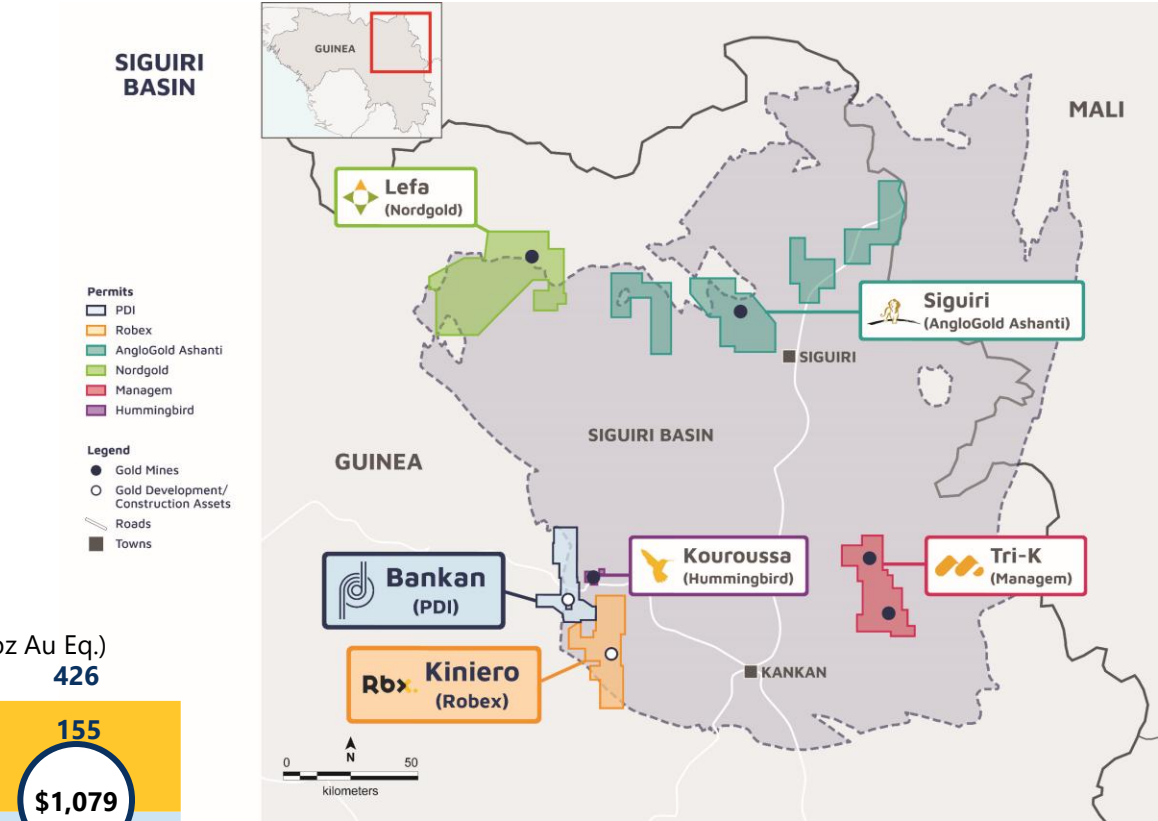 SIGUIRI
BASIN
GUINEA
MALI
Lefa
(Nordgold)
Permits
PDI
Robex
AngloGold Ashanti
Nordgold
Managem
Hummingbird
Legend
Gold Mines
Gold Development/
Construction Assets
Roads
Towns
Siguiri
(AngloGold Ashanti)
SIGUIRI
SIGUIRI BASIN
GUINEA
Bankan
(PDI)
Kouroussa
(Hummingbird)
Tri-K
(Managem)
Rbx. Kiniero
(Robex)
KANKAN
N
0 50
kilometers
oz Au Eq.)
426
155
$1,079